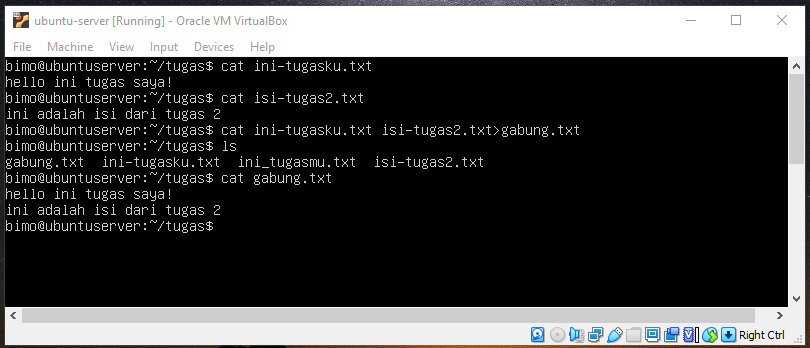 ubuntu-server [Running] - Oracle VM VirtualBox
File Machine View Input Devices Help
bimo@ubuntuserver:~/tugas$ cat ini-tugasku.txt
hello ini tugas saya!
bimo@ubuntuserver:~/tugas$ cat isi-tugas2.txt
ini adalah isi dari tugas 2
bimo@ubuntuserver:~/tugas$ cat ini-tugasku.txt isi-tugas2.txt>gabung.txt
bimo@ubuntuserver:~/tugas$ ls
gabung.txt  ini-tugasku.txt  ini_tugasmu.txt  isi-tugas2.txt
bimo@ubuntuserver:~/tugas$ cat gabung.txt
hello ini tugas saya!
ini adalah isi dari tugas 2
bimo@ubuntuserver:~/tugas$
Right Ctrl